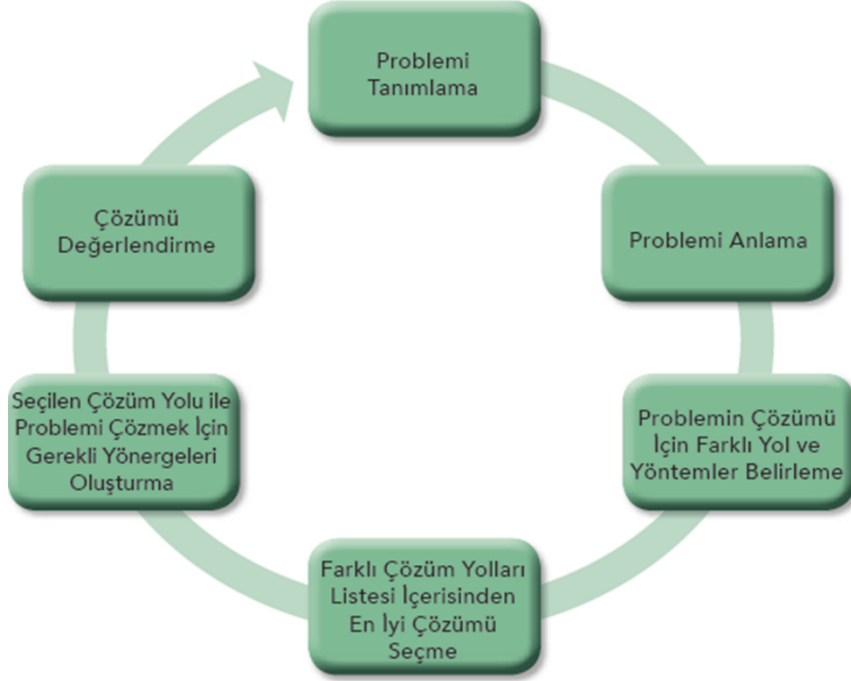 Problemi
Tanımlama
Problemi Anlama
Problemin Çözümü
İçin Farklı Yol ve
Yöntemler Belirleme
Farklı Çözüm Yolları
Listesi İçerisinden
En İyi Çözümü
Seçme
Seçilen Çözüm Yolu ile
Problemi Çözmek İçin
Gerekli Yönergeleri
Oluşturma
Çözümü
Değerlendirme